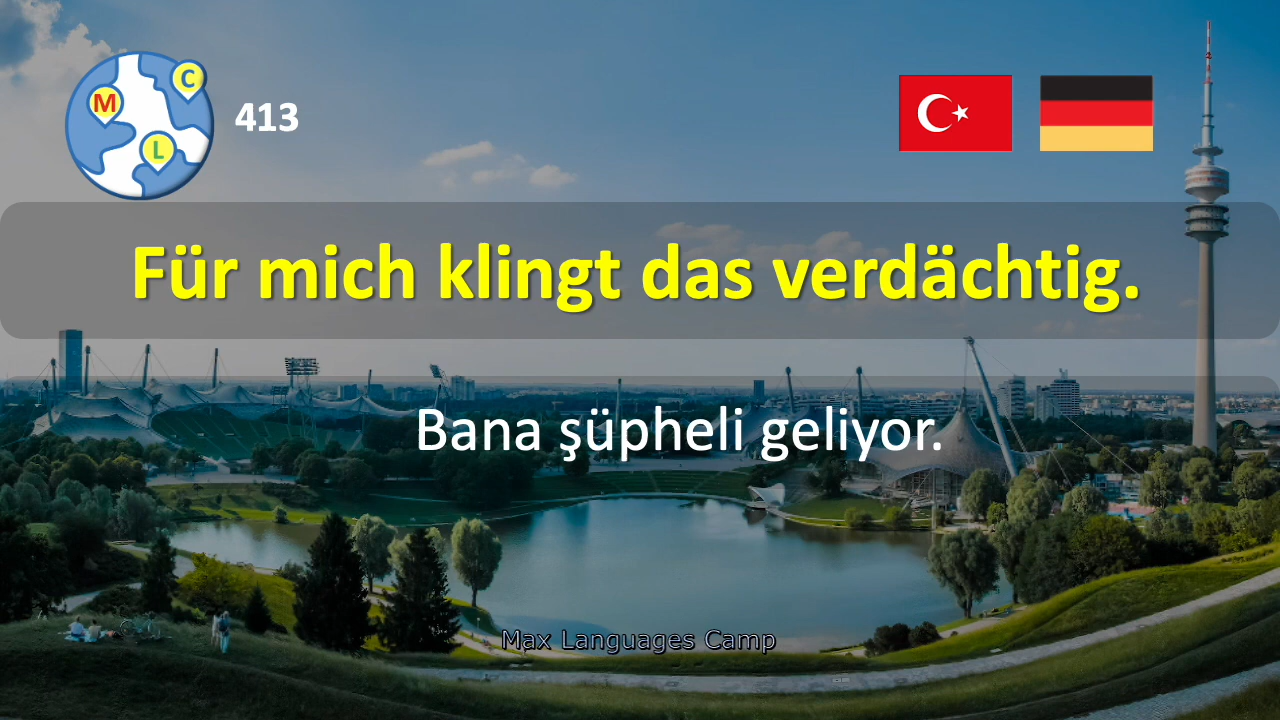 M
C
L
413
Für mich klingt das verdächtig.
Bana şüpheli geliyor.
Max Languages Camp